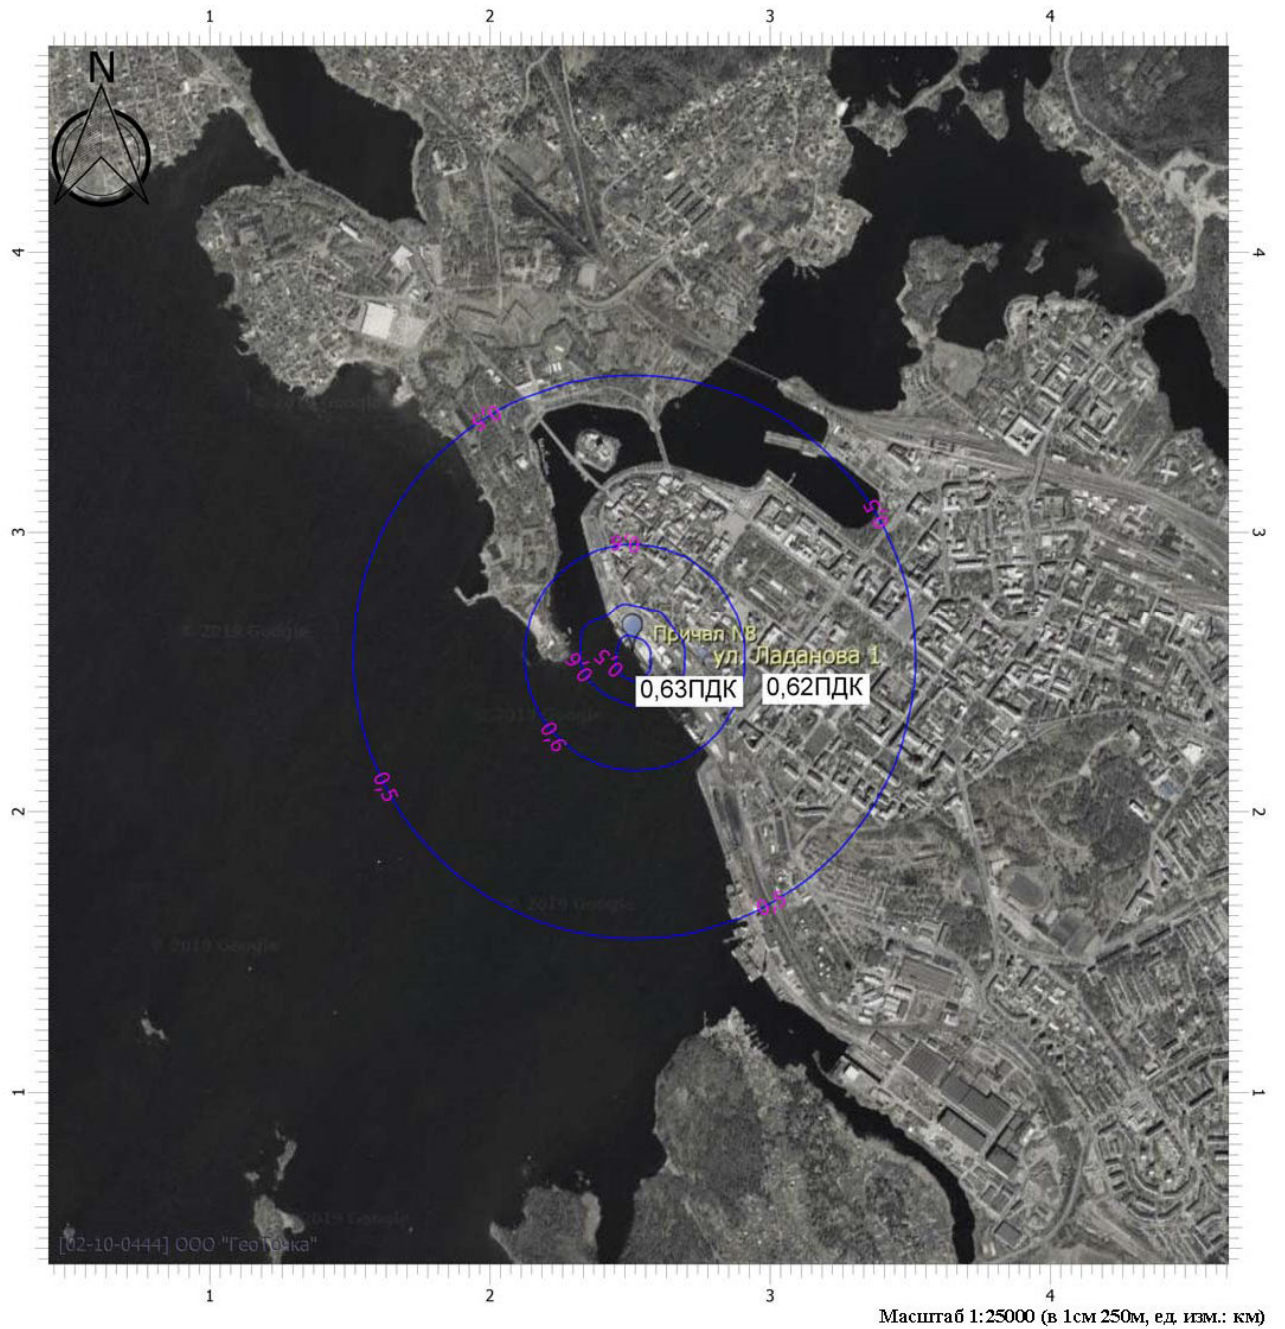 1 2 3 4
N
4 4
0,5
0,5
3 3
0,6
© 2019 Google
Причал №8
0,5
0,6
ул. Ладанова 1
0,63ПДК 0,62ПДК
© 2019 Google
0,6
0,5
2 2
© 2019 Google
0,5
© 2019 Google
1 1
2019 Google
[02-10-0444] ООО "ГеоТочка"
1 2 3 4
Масштаб 1:25000 (в 1см 250м, ед. изм.: км)